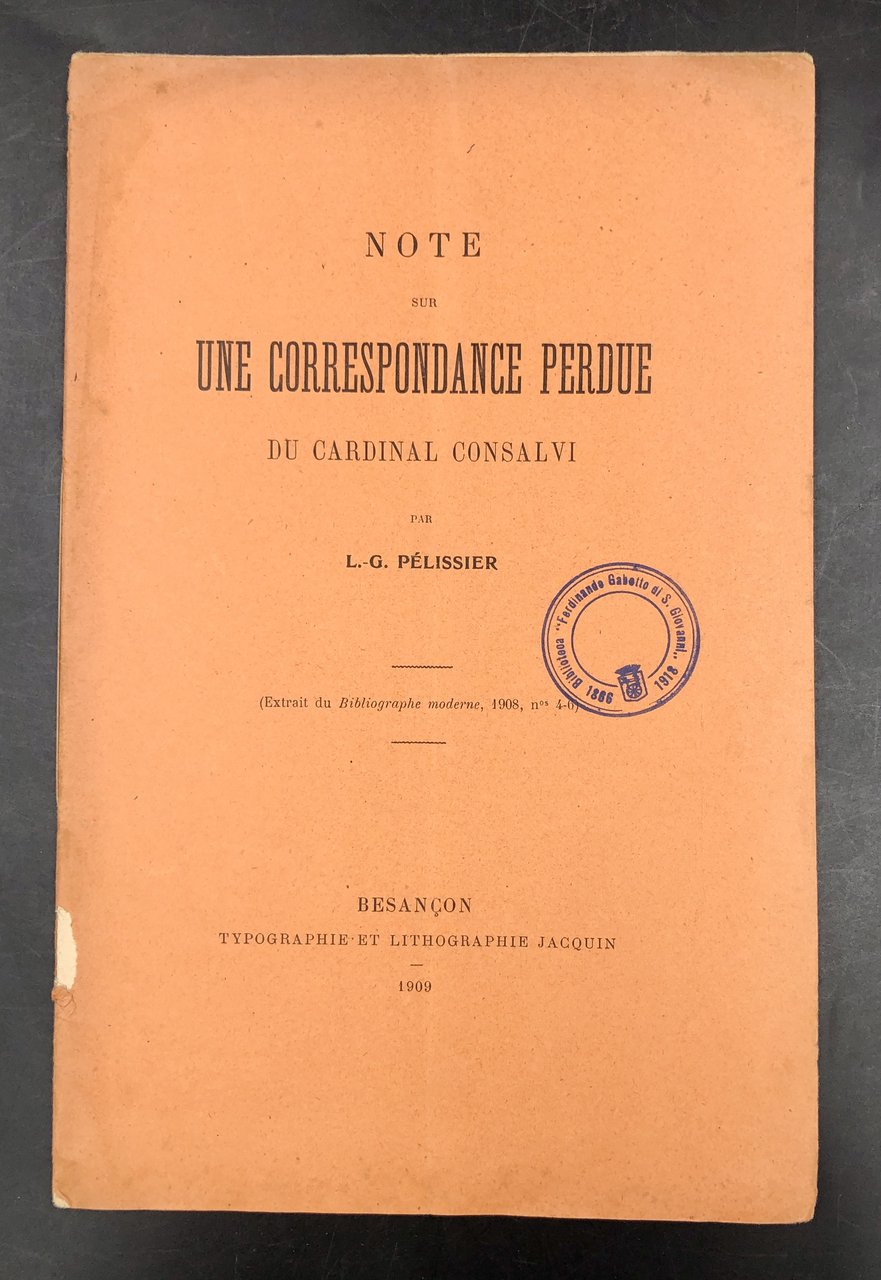 NOTE
SUR
UNE CORRESPONDANCE PERDUE
DU CARDINAL CONSALVI
PAR
L.-G. PÉLISSIER
Biblioteca "Ferdinando Gabotto di S. Giovanni„
1866 1918
(Extrait du Bibliographe moderne, 1908, nos 4-6)
BESANÇON
TYPOGRAPHIE ET LITHOGRAPHIE JACQUIN
1909